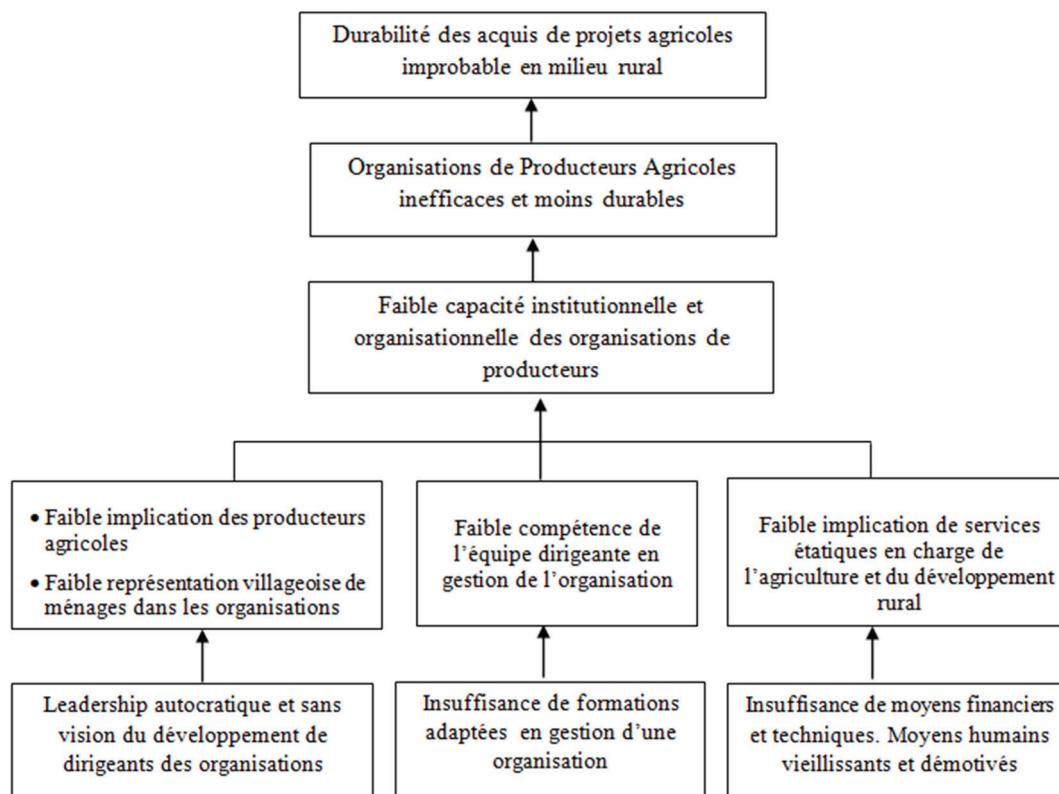 Durabilité des acquis de projets agricoles
improbable en milieu rural
Organisations de Producteurs Agricoles
inefficaces et moins durables
Faible capacité institutionnelle et
organisationnelle des organisations de
producteurs
• Faible implication des producteurs
agricoles
• Faible représentation villageoise de
ménages dans les organisations
Faible compétence de
l’équipe dirigeante en
gestion de l’organisation
Faible implication de services
étatiques en charge de
l’agriculture et du développement
rural
Leadership autocratique et sans
vision du développement de
dirigeants des organisations
Insuffisance de formations
adaptées en gestion d’une
organisation
Insuffisance de moyens financiers
et techniques. Moyens humains
vieillissants et démotivés